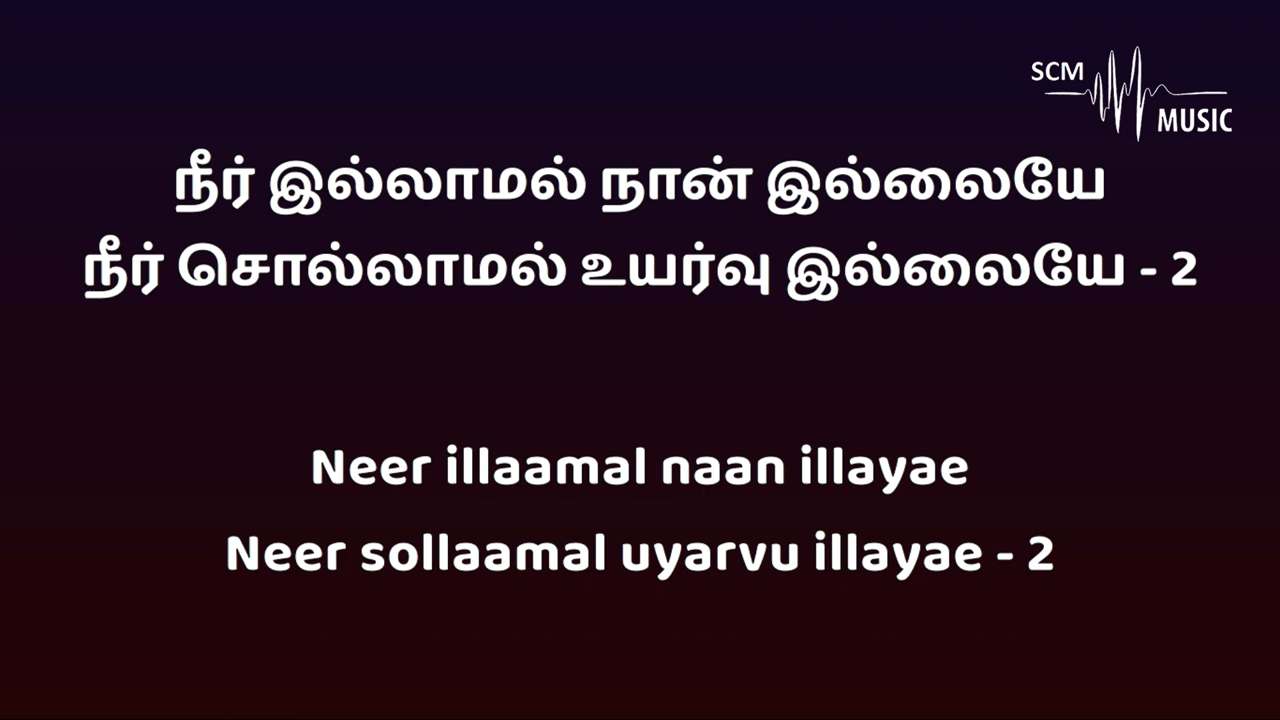 SCM
MUSIC
நீர் இல்லாமல் நான் இல்லையே
நீர் சொல்லாமல் உயர்வு இல்லையே - 2
Neer illaamal naan illayae
Neer sollaamal uyarvu illayae - 2